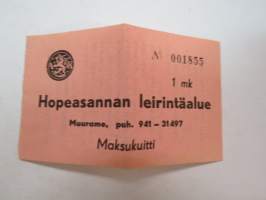 Nº 001855
1 mk
Hopeasannan leirintäalue
Muurame, puh. 941 – 31497
Maksukuitti